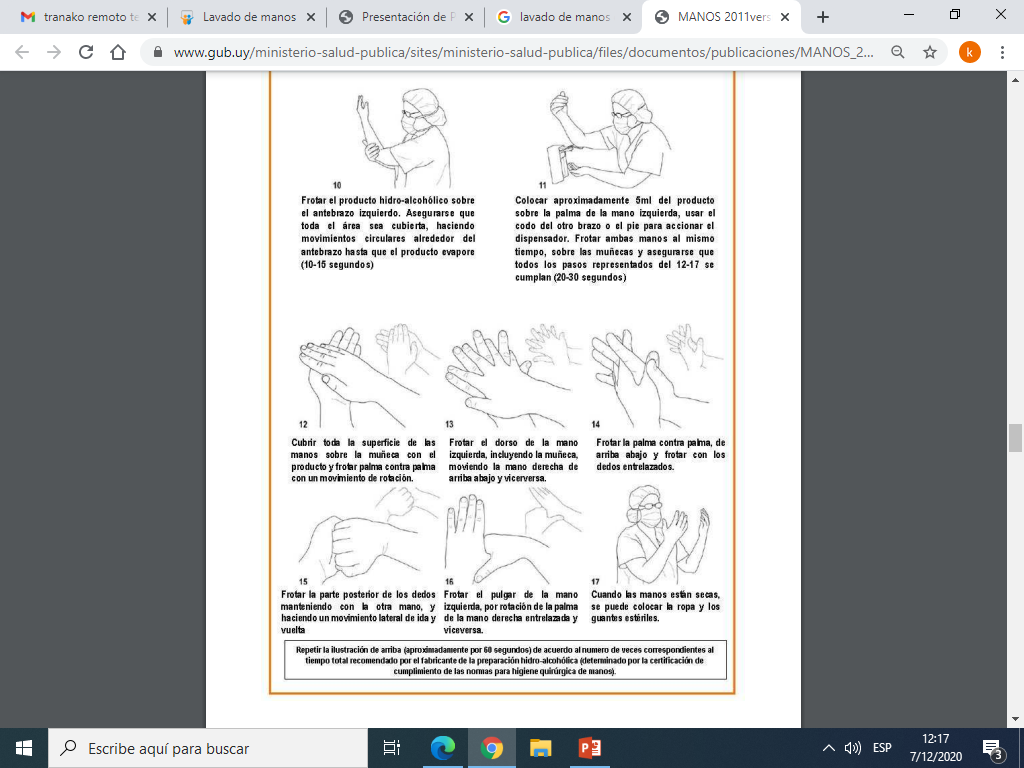 tranako remoto te
Lavado de manos
Presentación de P
lavado de manos
MANOS 2011vers
www.gub.uy/ministerio-salud-publica/sites/ministerio-salud-publica/files/documentos/publicaciones/MANOS_2...
k
10
Frotar el producto hidro-alcohólico sobre
el antebrazo izquierdo. Asegurarse que
toda el área sea cubierta, haciendo
movimientos circulares alrededor del
antebrazo hasta que el producto evapore
(10-15 segundos)
11
Colocar aproximadamente 5ml del producto
sobre la palma de la mano izquierda, usar el
codo del otro brazo o el pie para accionar el
dispensador. Frotar ambas manos al mismo
tiempo, sobre las muñecas y asegurarse que
todos los pasos representados del 12-17 se
cumplan (20-30 segundos)
12
Cubrir toda la superficie de las
manos sobre la muñeca con el
producto y frotar palma contra palma
con un movimiento de rotación.
13
Frotar el dorso de la mano
izquierda, incluyendo la muñeca,
moviendo la mano derecha de
arriba abajo y vicerversa.
14
Frotar la palma contra palma, de
arriba abajo y frotar con los
dedos entrelazados.
15
Frotar la parte posterior de los dedos
manteniendo con la otra mano, y
haciendo un movimiento lateral de ida y
vuelta
16
Frotar el pulgar de la mano
izquierda, por rotación de la palma
de la mano derecha entrelazada y
viceversa.
17
Cuando las manos están secas,
se puede colocar la ropa y los
guantes estériles.
Repetir la ilustración de arriba (aproximadamente por 60 segundos) de acuerdo al numero de veces correspondientes al
tiempo total recomendado por el fabricante de la preparación hidro-alcohólica (determinado por la certificación de
cumplimiento de las normas para higiene quirúrgica de manos).
Escribe aquí para buscar
ESP
12:17
7/12/2020
3